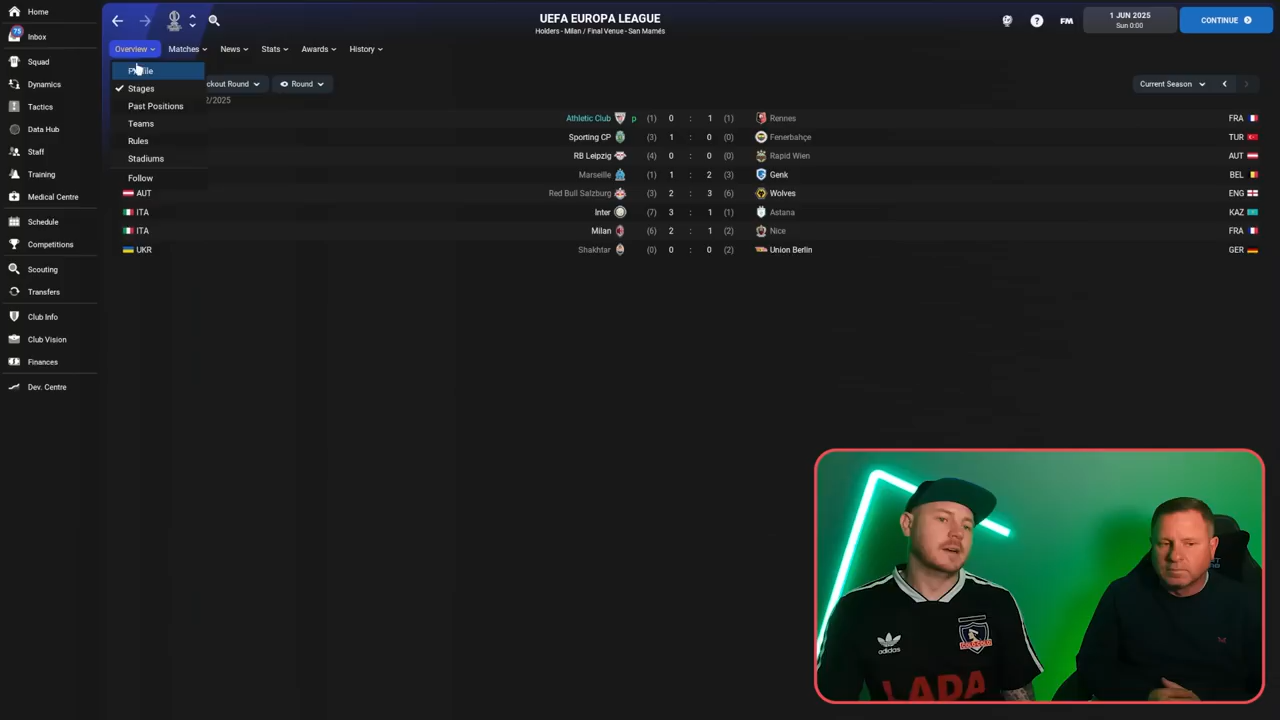 Home
UEFA EUROPA LEAGUE
Holders - Milan / Final Venue - San Mamés
FM
1 JUN 2025
Sun 0:00
CONTINUE
75
Inbox
Overview
Matches
News
Stats
Awards
History
Squad
Dynamics
Tactics
Data Hub
Staff
Training
Medical Centre
Schedule
Competitions
Scouting
Transfers
Club Info
Club Vision
Finances
Dev. Centre
Stages
Past Positions
Teams
Rules
Stadiums
Follow
ckout Round
Round
Current Season
2/2025
Athletic Club p (1) 0 : 1 (1) Rennes FRA
Sporting CP (3) 1 : 0 (0) Fenerbahçe TUR
RB Leipzig (4) 0 : 0 (0) Rapid Wien AUT
Marseille (1) 1 : 2 (3) Genk BEL
AUT Red Bull Salzburg (3) 2 : 3 (6) Wolves ENG
ITA Inter (7) 3 : 1 (1) Astana KAZ
ITA Milan (6) 2 : 1 (2) Nice FRA
UKR Shakhtar (0) 0 : 0 (2) Union Berlin GER
adidas
LADA